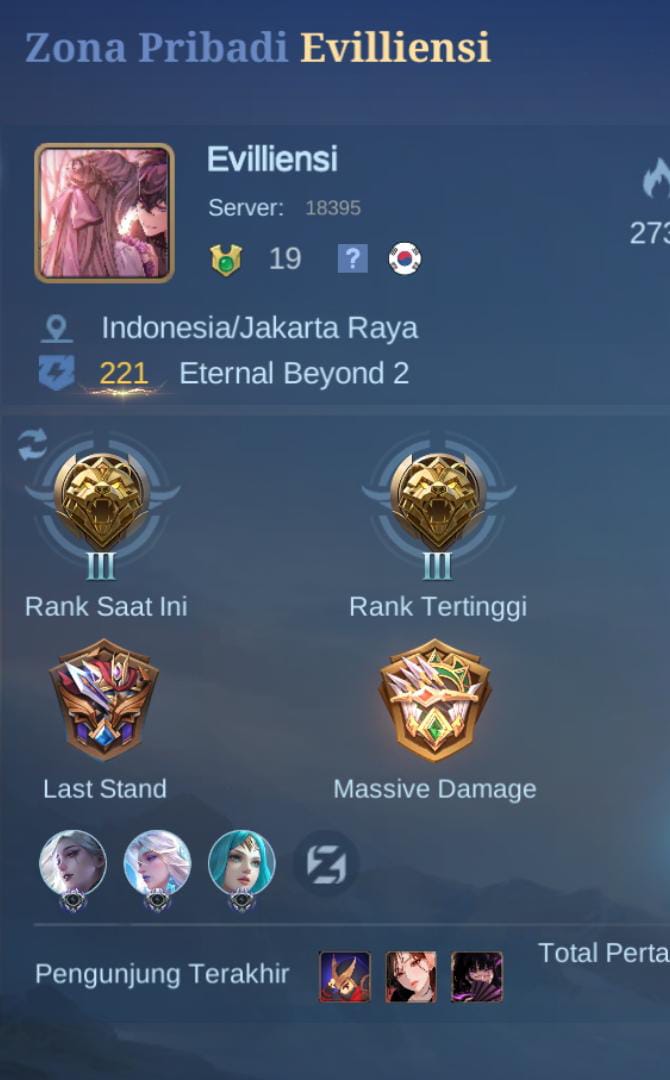 Zona Pribadi Evilliensi
Evilliensi
Server: 18395
273
19 ?
Indonesia/Jakarta Raya
221 Eternal Beyond 2
III III
Rank Saat Ini Rank Tertinggi
Last Stand Massive Damage
Total Perta
Pengunjung Terakhir